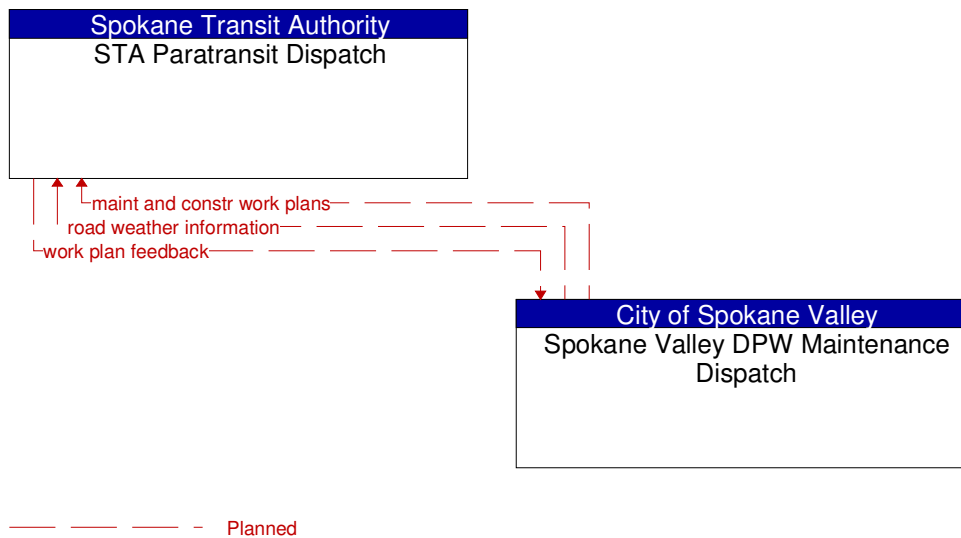 Spokane Transit Authority
STA Paratransit Dispatch
maint and constr work plans
road weather information
work plan feedback
City of Spokane Valley
Spokane Valley DPW Maintenance
Dispatch
Planned